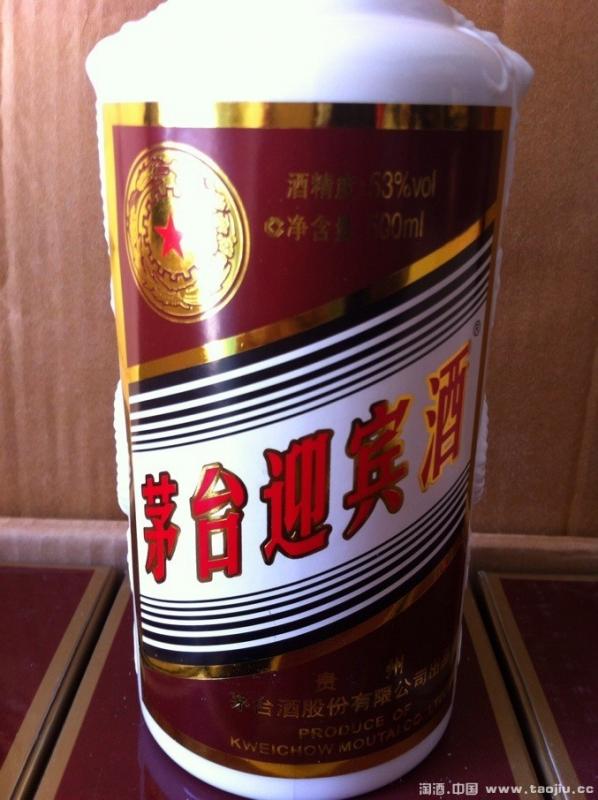 酒精度 53%vol
净含量 500ml
茅台迎宾酒®
贵 州
茅台酒股份有限公司出品
PRODUCE OF
KWEICHOW MOUTAI CO.
淘酒.中国 www.taojiu.cc